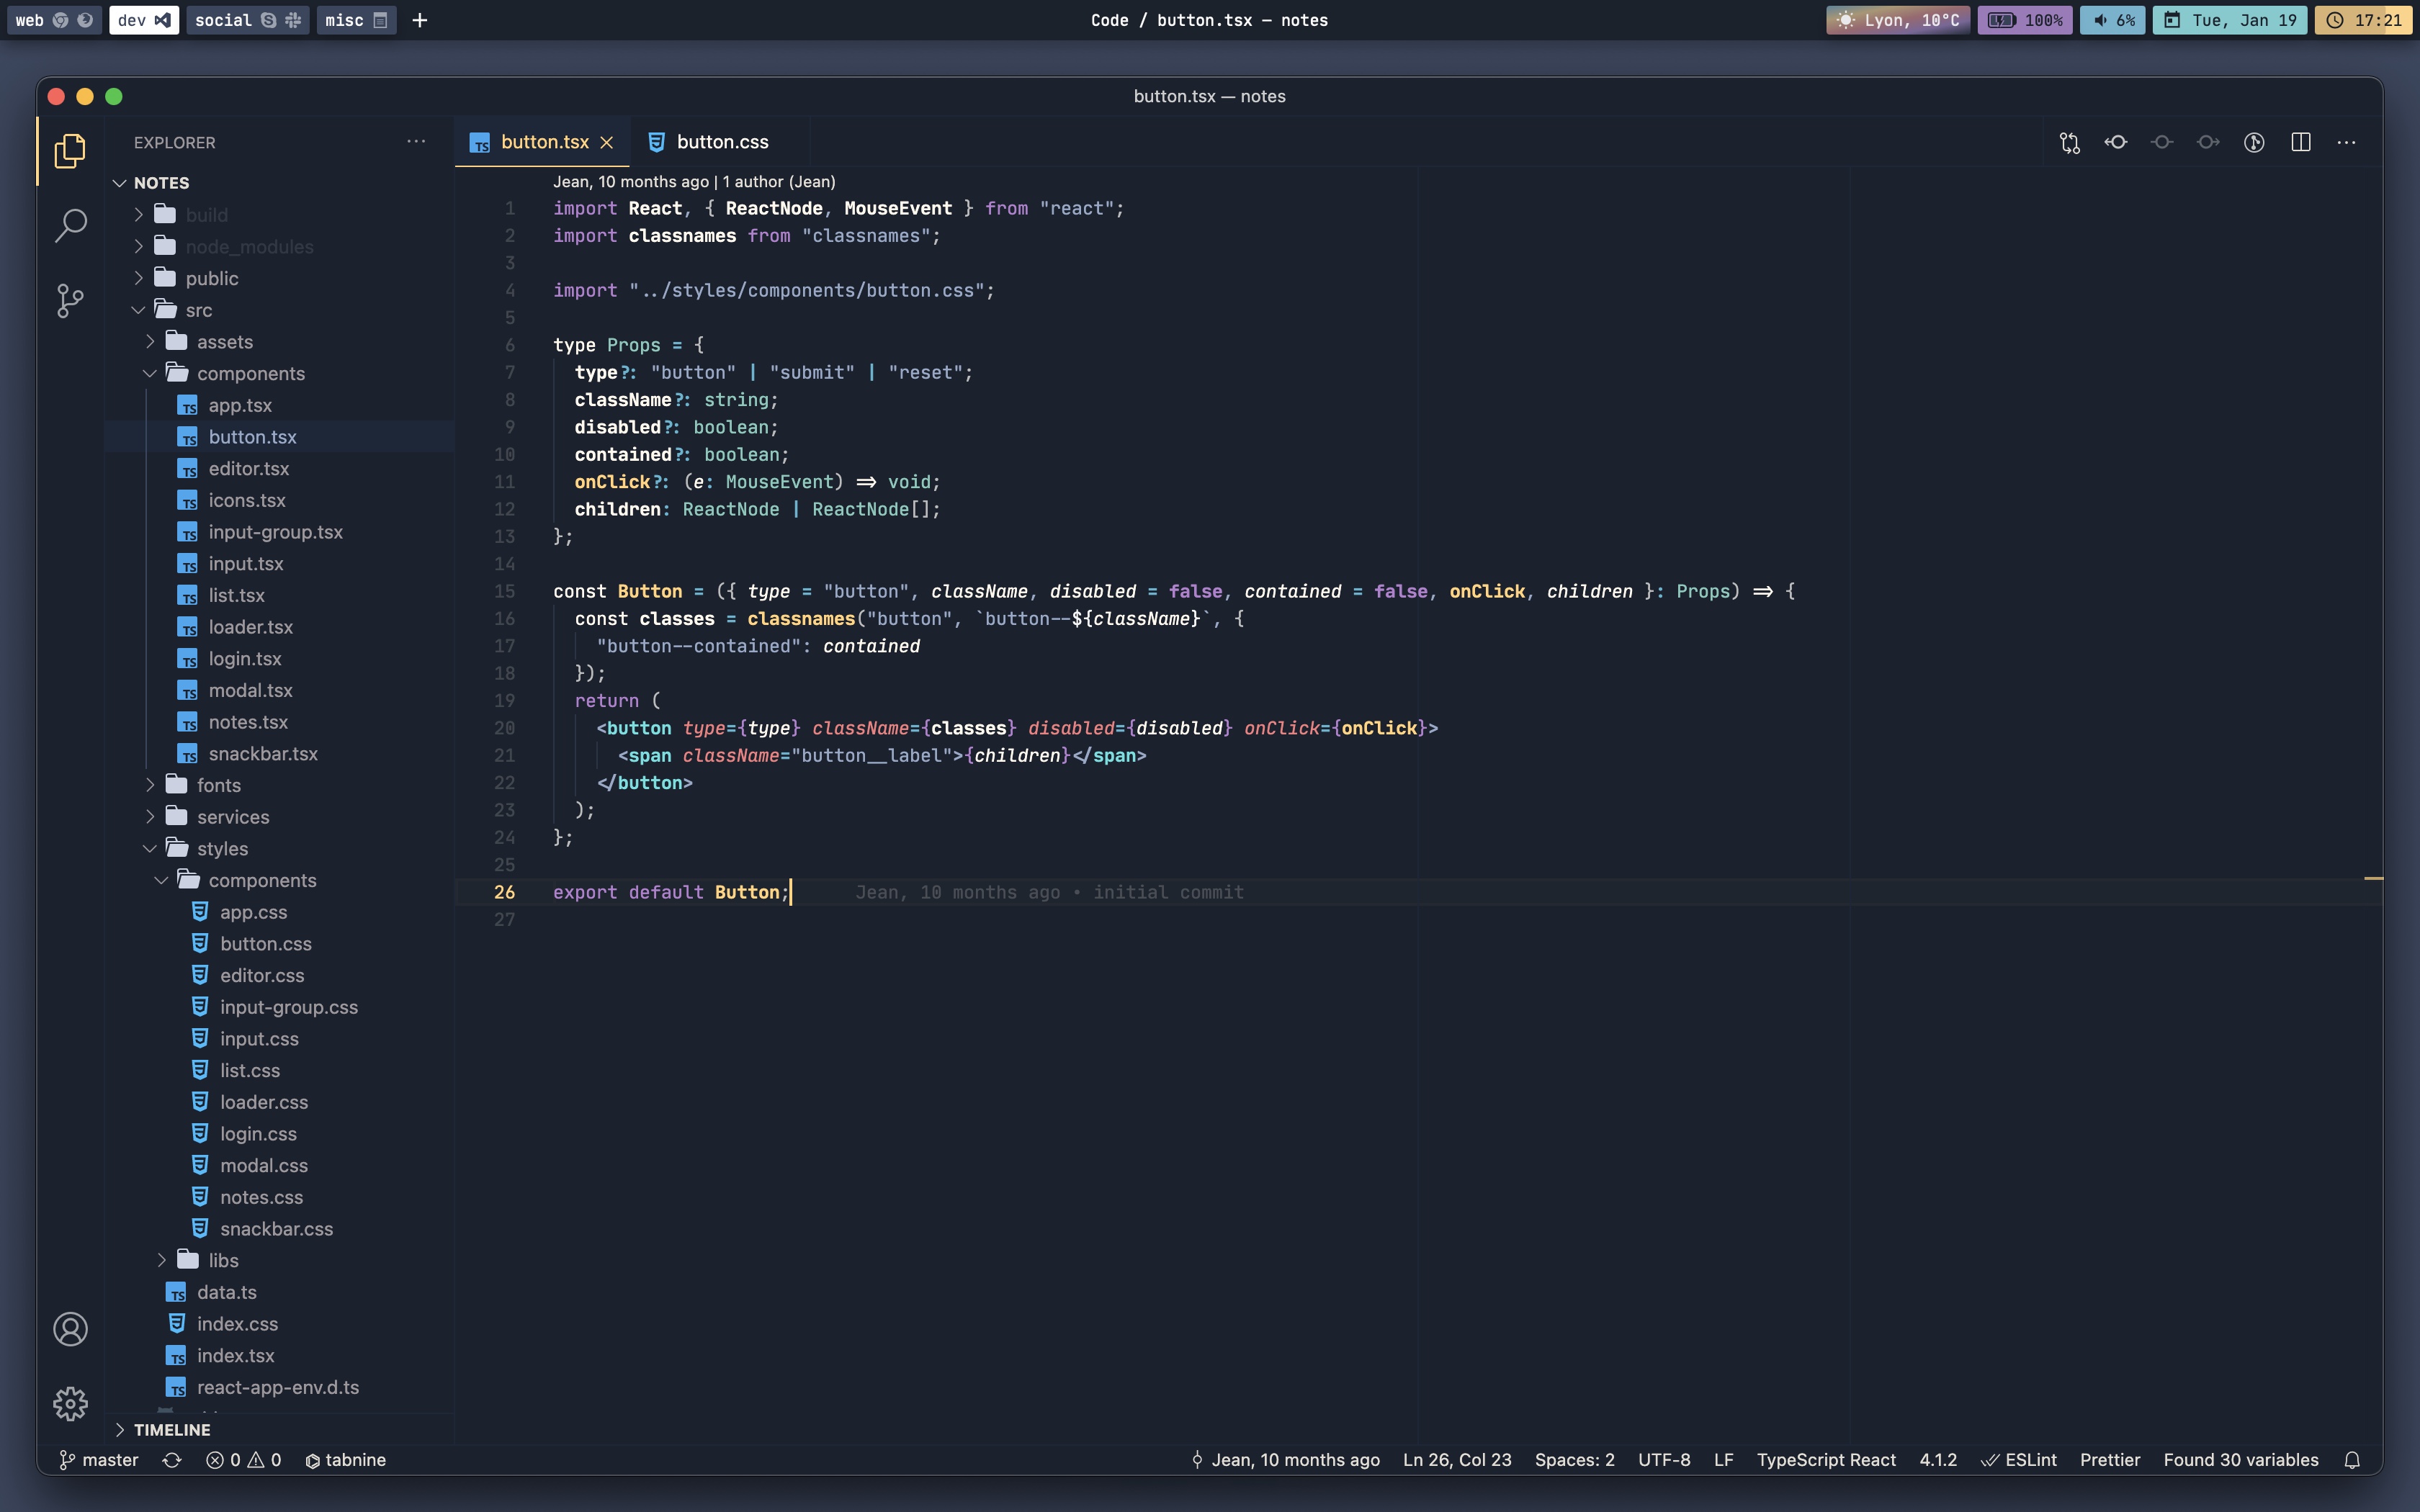 web
dev
social
misc
+
Code / button.tsx — notes
Lyon, 10°C
100%
6%
Tue, Jan 19
17:21
button.tsx — notes
EXPLORER
NOTES
build
node_modules
public
src
assets
components
app.tsx
button.tsx
editor.tsx
icons.tsx
input-group.tsx
input.tsx
list.tsx
loader.tsx
login.tsx
modal.tsx
notes.tsx
snackbar.tsx
fonts
services
styles
components
app.css
button.css
editor.css
input-group.css
input.css
list.css
loader.css
login.css
modal.css
notes.css
snackbar.css
libs
data.ts
index.css
index.tsx
react-app-env.d.ts
TIMELINE
button.tsx
button.css
Jean, 10 months ago | 1 author (Jean)
1 import React, { ReactNode, MouseEvent } from "react";
2 import classnames from "classnames";
3
4 import "../styles/components/button.css";
5
6 type Props = {
7   type?: "button" | "submit" | "reset";
8   className?: string;
9   disabled?: boolean;
10   contained?: boolean;
11   onClick?: (e: MouseEvent) => void;
12   children: ReactNode | ReactNode[];
13 };
14
15 const Button = ({ type = "button", className, disabled = false, contained = false, onClick, children }: Props) => {
16   const classes = classnames("button", `button--${className}`, {
17     "button--contained": contained
18   });
19   return (
20     <button type={type} className={classes} disabled={disabled} onClick={onClick}>
21       <span className="button__label">{children}</span>
22     </button>
23   );
24 };
25
26 export default Button; Jean, 10 months ago • initial commit
27
master
0
0
tabnine
Jean, 10 months ago
Ln 26, Col 23
Spaces: 2
UTF-8
LF
TypeScript React
4.1.2
ESLint
Prettier
Found 30 variables